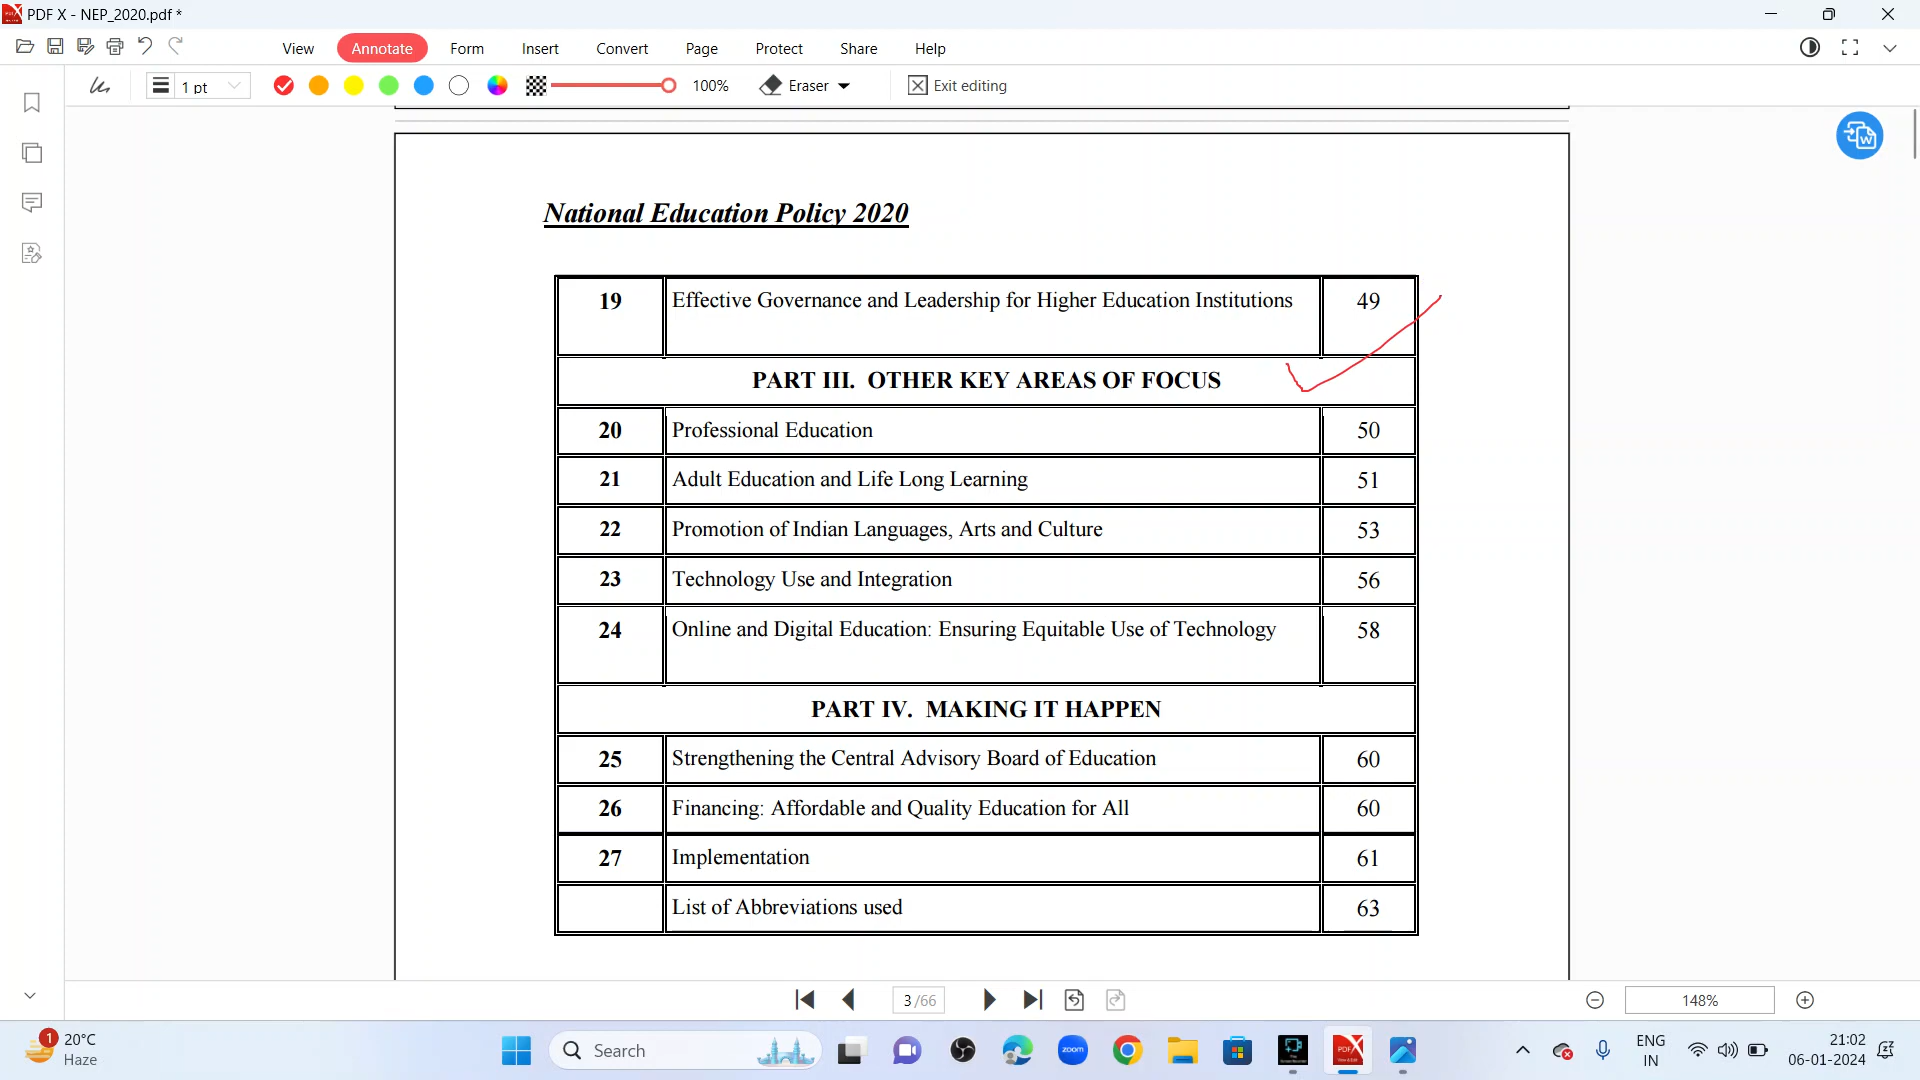 PDF X - NEP_2020.pdf *
View Annotate Form Insert Convert Page Protect Share Help
1 pt 100% Eraser Exit editing
National Education Policy 2020
19 Effective Governance and Leadership for Higher Education Institutions 49
PART III. OTHER KEY AREAS OF FOCUS
20 Professional Education 50
21 Adult Education and Life Long Learning 51
22 Promotion of Indian Languages, Arts and Culture 53
23 Technology Use and Integration 56
24 Online and Digital Education: Ensuring Equitable Use of Technology 58
PART IV. MAKING IT HAPPEN
25 Strengthening the Central Advisory Board of Education 60
26 Financing: Affordable and Quality Education for All 60
27 Implementation 61
List of Abbreviations used 63
3 /66 148%
1 20°C Search zoom ENG 21:02
Haze IN 06-01-2024